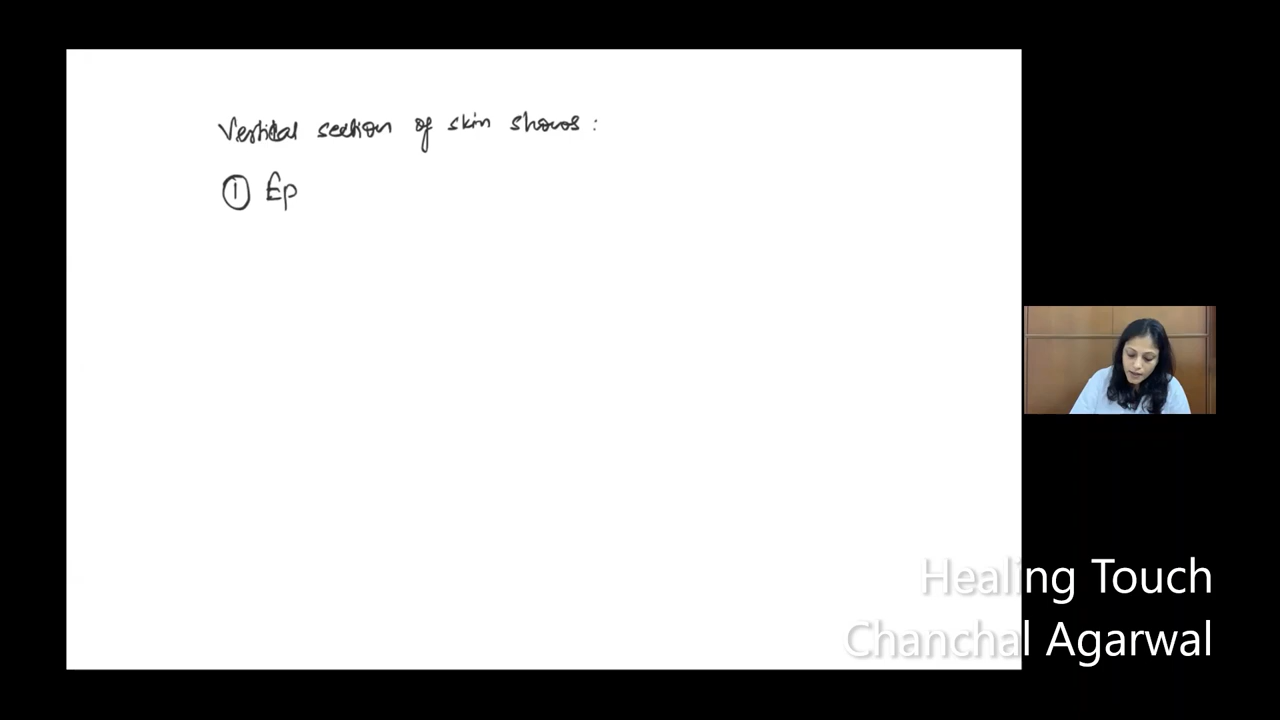 Vertical section of skin shows :
① Ep
Healing Touch
Chanchal Agarwal